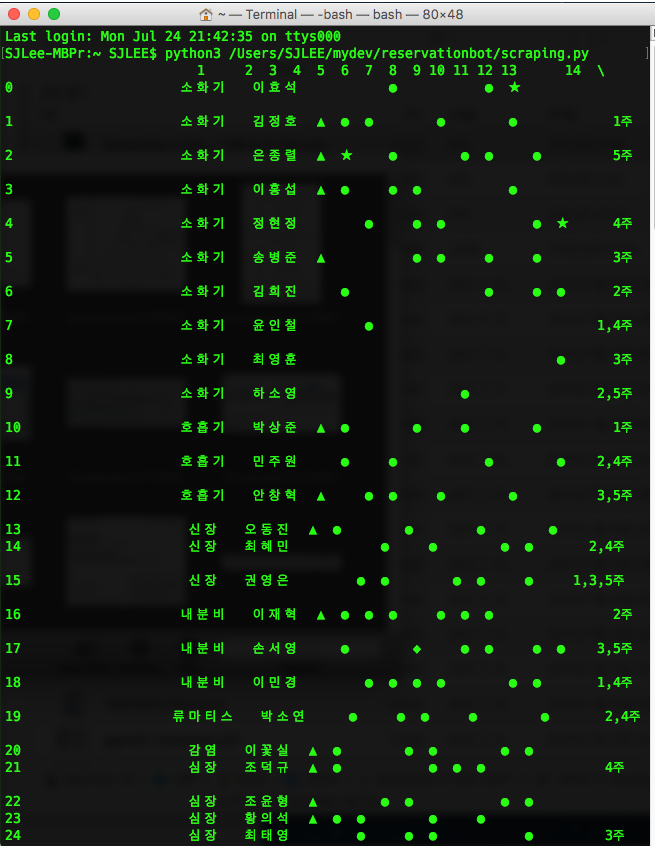 ~ — Terminal — -bash — bash — 80×48
Last login: Mon Jul 24 21:42:35 on ttys000
[SJLee-MBPr:~ SJLEE$ python3 /Users/SJLEE/mydev/reservationbot/scraping.py ]
1 2 3 4 5 6 7 8 9 10 11 12 13 14 \
0 소화기 이효석 ● ● ★
1 소화기 김정호 ▲ ● ● ● ● 1주
2 소화기 은종렬 ▲ ★ ● ● ● ● 5주
3 소화기 이홍섭 ▲ ● ● ● ●
4 소화기 정현정 ● ● ● ● ★ 4주
5 소화기 송병준 ▲ ● ● ● ● 3주
6 소화기 김희진 ● ● ● ● 2주
7 소화기 윤인철 ● 1,4주
8 소화기 최영훈 ● 3주
9 소화기 하소영 ● 2,5주
10 호흡기 박상준 ▲ ● ● ● ● 1주
11 호흡기 민주원 ● ● ● ● 2,4주
12 호흡기 안창혁 ▲ ● ● ● ● 3,5주
13 신장 오동진 ▲ ● ● ● ●
14 신장 최혜민 ● ● ● ● 2,4주
15 신장 권영은 ● ● ● ● ● 1,3,5주
16 내분비 이재혁 ▲ ● ● ● ● ● ● 2주
17 내분비 손서영 ● ◆ ● ● ● ● 3,5주
18 내분비 이민경 ● ● ● ● ● ● 1,4주
19 류마티스 박소연 ● ● ● ● ● 2,4주
20 감염 이꽃실 ▲ ● ● ● ● ●
21 심장 조덕규 ▲ ● ● ● ● 4주
22 심장 조윤형 ▲ ● ● ● ●
23 심장 황의석 ▲ ● ● ● ●
24 심장 최태영 ● ● ● ● 3주